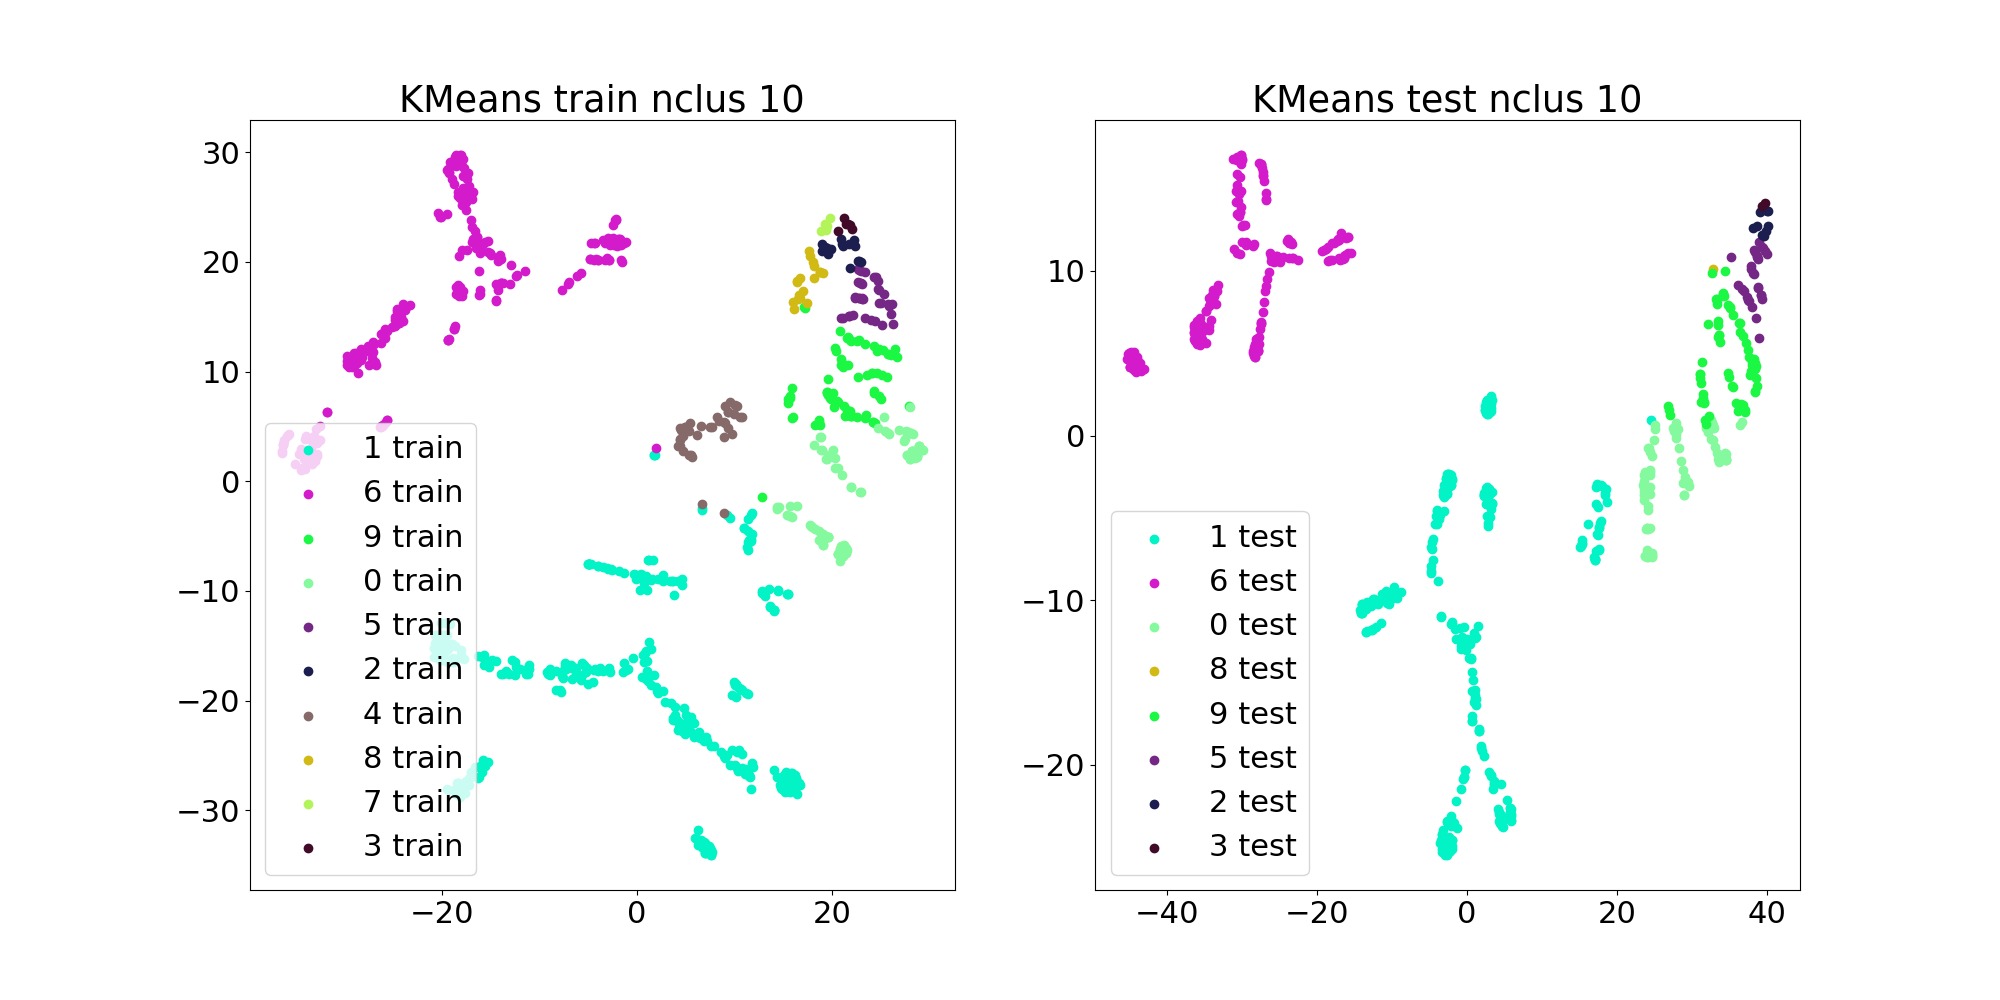 KMeans train nclus 10
30
20
10
0
−10
−20
−30
−20
0
20
1 train
6 train
9 train
0 train
5 train
2 train
4 train
8 train
7 train
3 train
KMeans test nclus 10
10
0
−10
−20
−40
−20
0
20
40
1 test
6 test
0 test
8 test
9 test
5 test
2 test
3 test